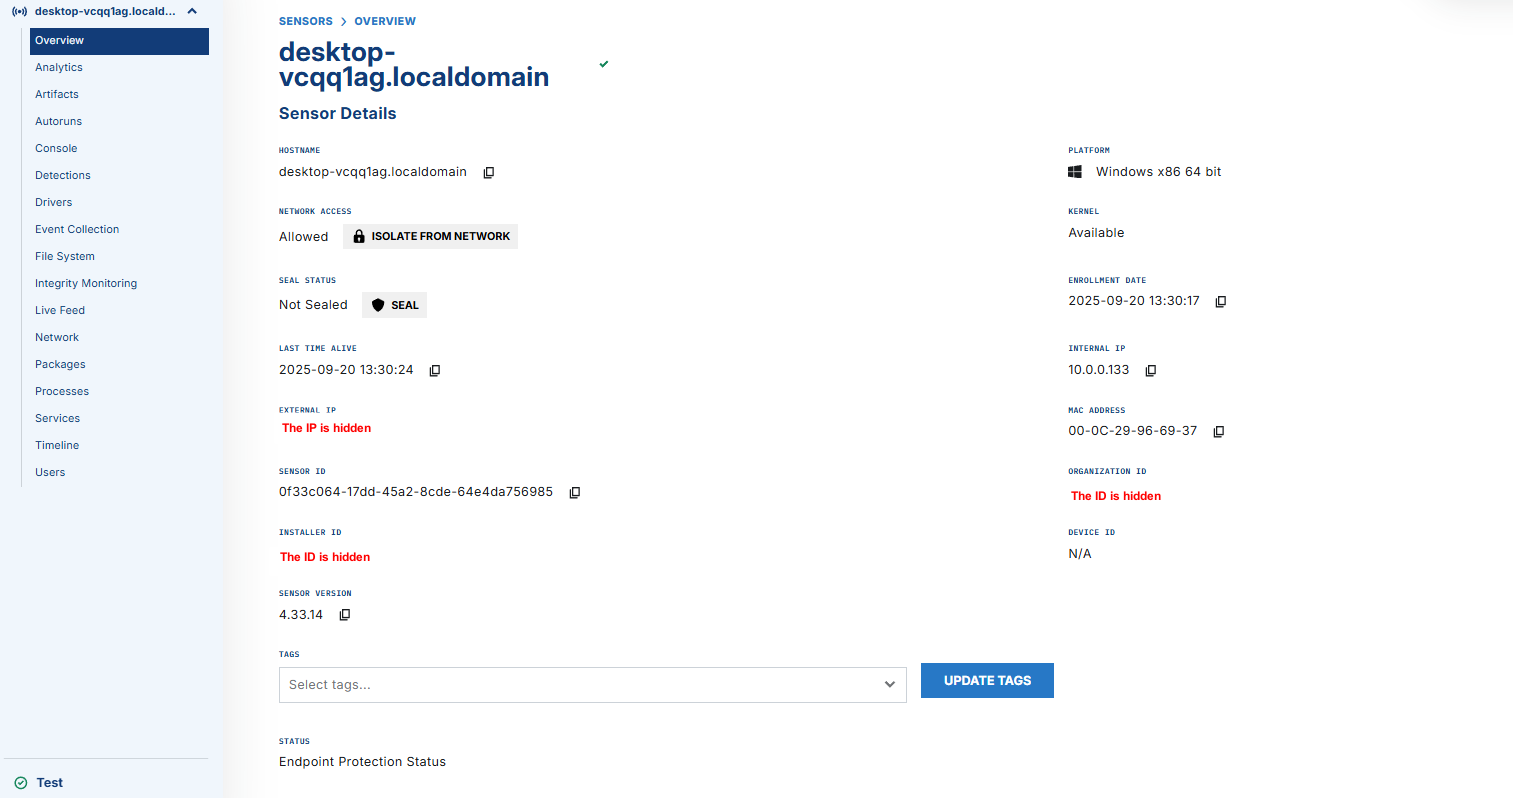 desktop-vcqq1ag.locald...
Overview
Analytics
Artifacts
Autoruns
Console
Detections
Drivers
Event Collection
File System
Integrity Monitoring
Live Feed
Network
Packages
Processes
Services
Timeline
Users
Test
SENSORS > OVERVIEW
desktop-
vcqq1ag.localdomain
Sensor Details
HOSTNAME
desktop-vcqq1ag.localdomain
NETWORK ACCESS
Allowed ISOLATE FROM NETWORK
SEAL STATUS
Not Sealed SEAL
LAST TIME ALIVE
2025-09-20 13:30:24
EXTERNAL IP
The IP is hidden
SENSOR ID
0f33c064-17dd-45a2-8cde-64e4da756985
INSTALLER ID
The ID is hidden
SENSOR VERSION
4.33.14
TAGS
Select tags...
UPDATE TAGS
STATUS
Endpoint Protection Status
PLATFORM
Windows x86 64 bit
KERNEL
Available
ENROLLMENT DATE
2025-09-20 13:30:17
INTERNAL IP
10.0.0.133
MAC ADDRESS
00-0C-29-96-69-37
ORGANIZATION ID
The ID is hidden
DEVICE ID
N/A